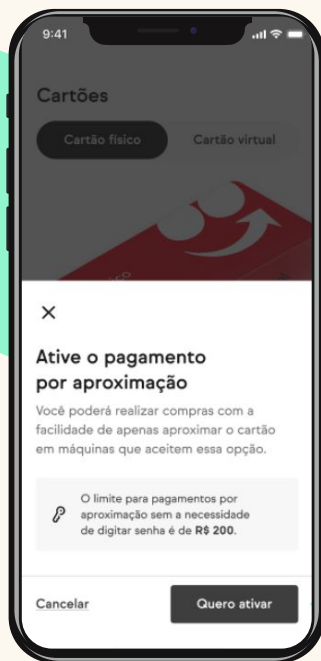 9:41
Cartões
Cartão físico
Cartão virtual
Ative o pagamento
por aproximação
Você poderá realizar compras com a
facilidade de apenas aproximar o cartão
em máquinas que aceitem essa opção.
O limite para pagamentos por
aproximação sem a necessidade
de digitar senha é de R$ 200.
Cancelar
Quero ativar